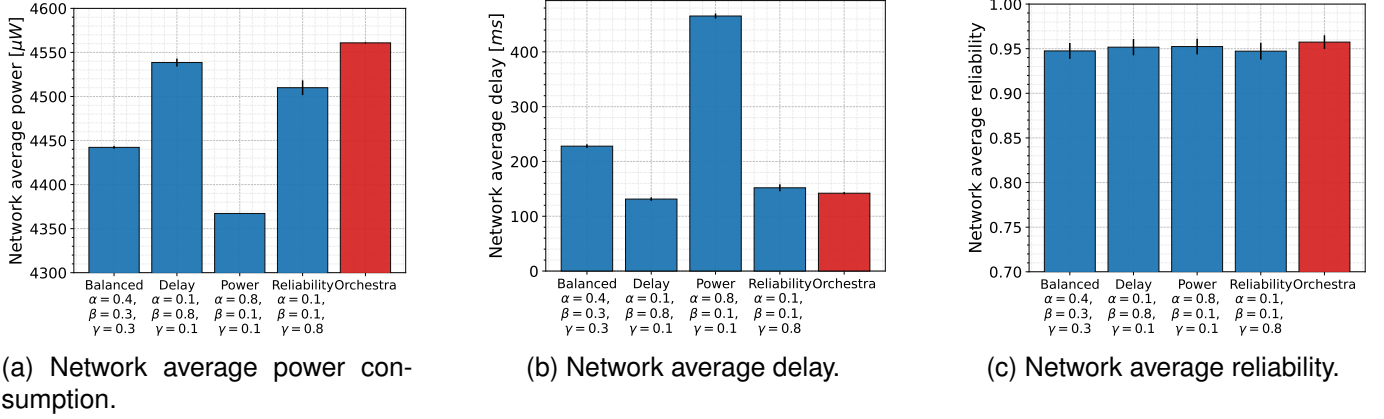 Network average power [μW]
4600
4550
4500
4450
4400
4350
4300
Balanced
α = 0.4,
β = 0.3,
γ = 0.3
Delay
α = 0.1,
β = 0.8,
γ = 0.1
Power
α = 0.8,
β = 0.1,
γ = 0.1
Reliability
α = 0.1,
β = 0.1,
γ = 0.8
Orchestra
(a) Network average power con-
sumption.
Network average delay [ms]
400
300
200
100
0
Balanced
α = 0.4,
β = 0.3,
γ = 0.3
Delay
α = 0.1,
β = 0.8,
γ = 0.1
Power
α = 0.8,
β = 0.1,
γ = 0.1
Reliability
α = 0.1,
β = 0.1,
γ = 0.8
Orchestra
(b) Network average delay.
Network average reliability
1.00
0.95
0.90
0.85
0.80
0.75
0.70
Balanced
α = 0.4,
β = 0.3,
γ = 0.3
Delay
α = 0.1,
β = 0.8,
γ = 0.1
Power
α = 0.8,
β = 0.1,
γ = 0.1
Reliability
α = 0.1,
β = 0.1,
γ = 0.8
Orchestra
(c) Network average reliability.